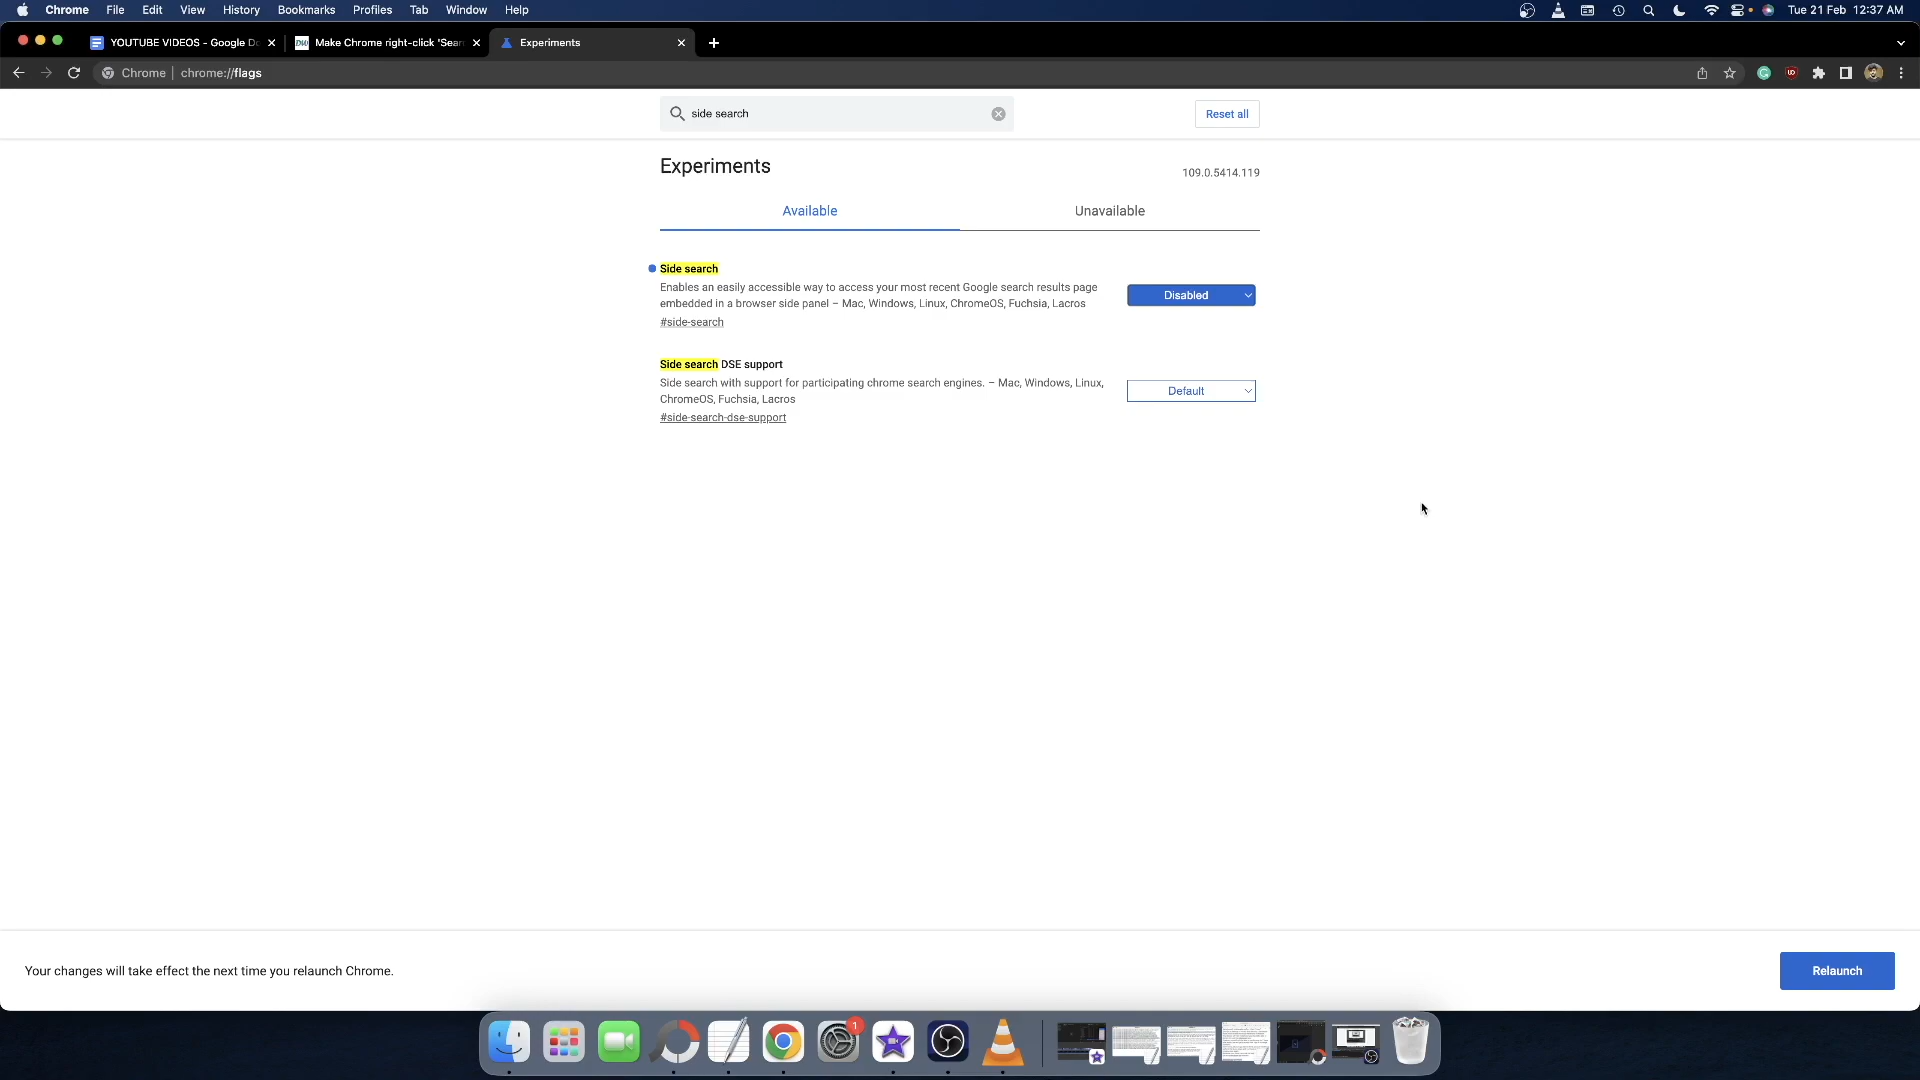 Chrome File Edit View History Bookmarks Profiles Tab Window Help Tue 21 Feb 12:37 AM
YOUTUBE VIDEOS - Google Do Make Chrome right-click 'Sear Experiments
Chrome | chrome://flags
side search Reset all
Experiments 109.0.5414.119
Available Unavailable
Side search
Enables an easily accessible way to access your most recent Google search results page
embedded in a browser side panel – Mac, Windows, Linux, ChromeOS, Fuchsia, Lacros
Disabled
#side-search
Side search DSE support
Side search with support for participating chrome search engines. – Mac, Windows, Linux,
ChromeOS, Fuchsia, Lacros
Default
#side-search-dse-support
Your changes will take effect the next time you relaunch Chrome. Relaunch
1